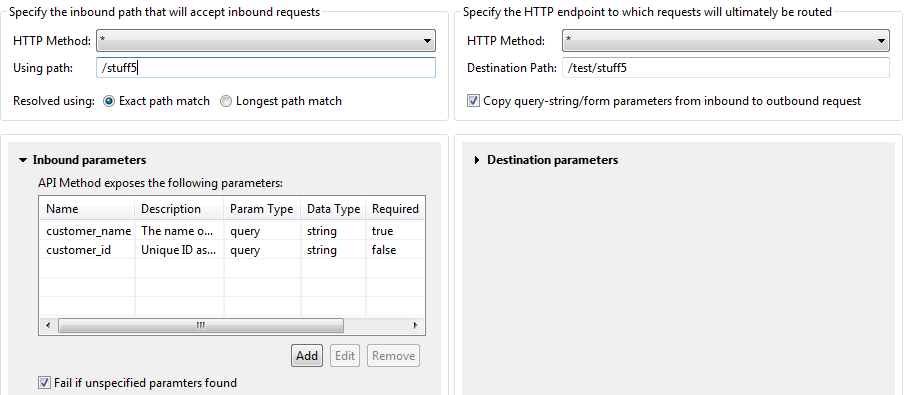 Specify the inbound path that will accept inbound requests
HTTP Method: *
Using path: /stuff5
Resolved using: Exact path match Longest path match
Specify the HTTP endpoint to which requests will ultimately be routed
HTTP Method: *
Destination Path: /test/stuff5
Copy query-string/form parameters from inbound to outbound request
Inbound parameters
API Method exposes the following parameters:
Name Description Param Type Data Type Required
customer_name The name o... query string true
customer_id Unique ID as... query string false
Add Edit Remove
Fail if unspecified paramters found
Destination parameters